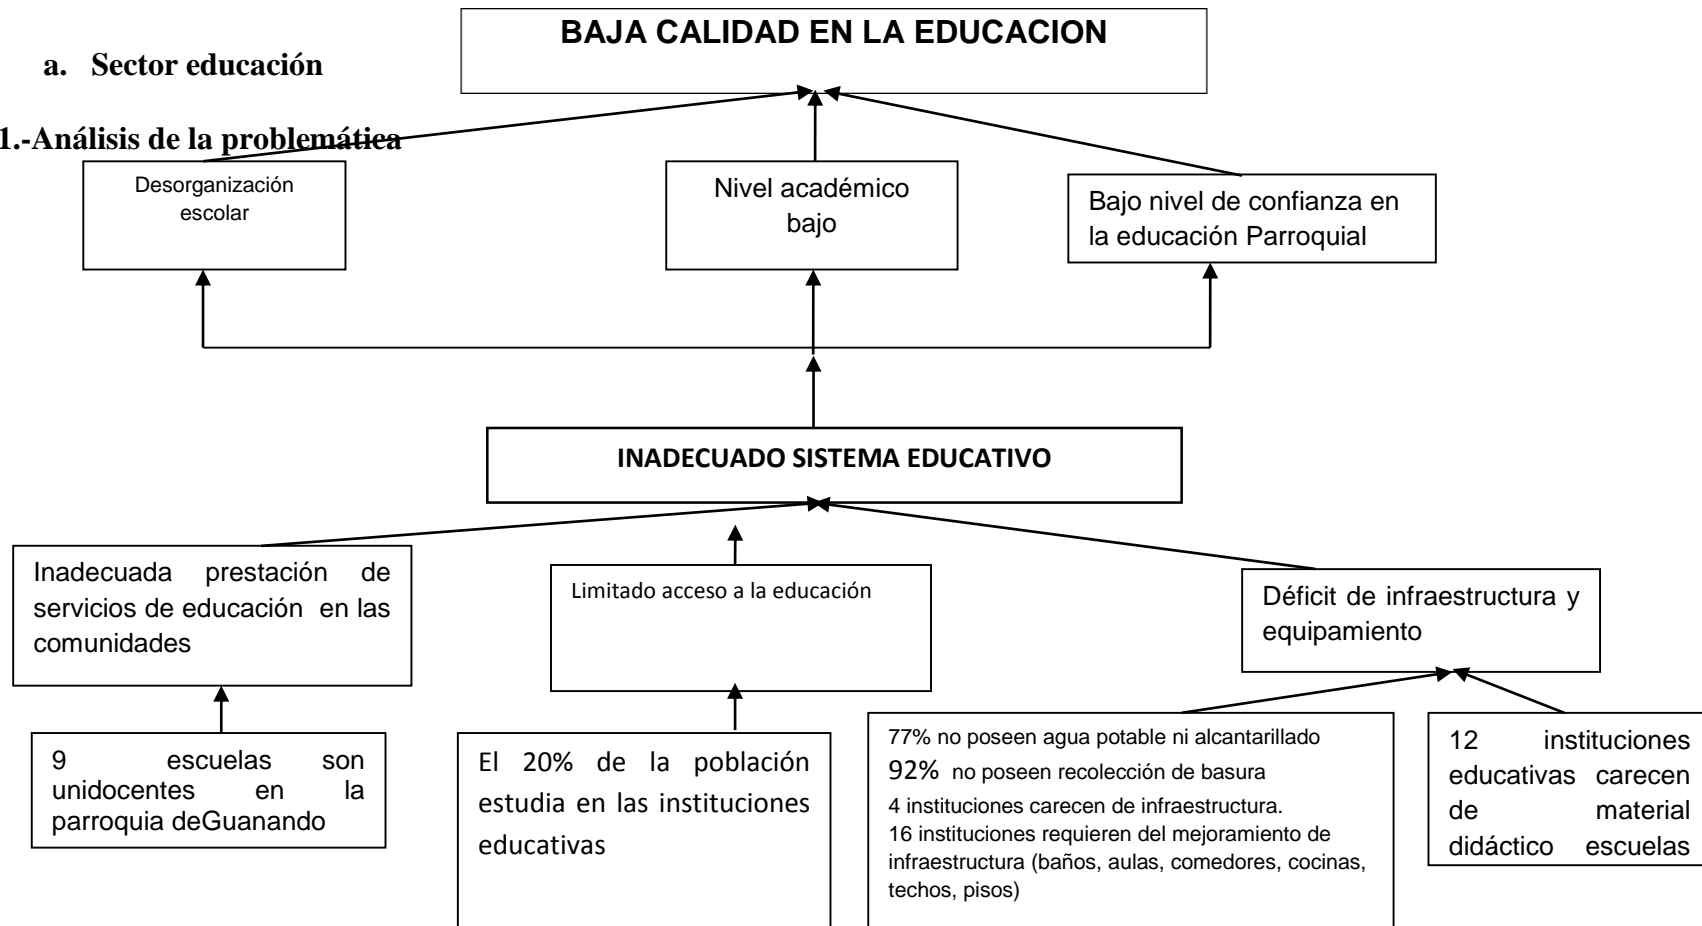 BAJA CALIDAD EN LA EDUCACION
a. Sector educación
1.-Análisis de la problemática
Desorganización
escolar
Nivel académico
bajo
Bajo nivel de confianza en
la educación Parroquial
INADECUADO SISTEMA EDUCATIVO
Inadecuada prestación de
servicios de educación en las
comunidades
Limitado acceso a la educación
Déficit de infraestructura y
equipamiento
9 escuelas son
unidocentes en la
parroquia deGuanando
El 20% de la población
estudia en las instituciones
educativas
77% no poseen agua potable ni alcantarillado
92% no poseen recolección de basura
4 instituciones carecen de infraestructura.
16 instituciones requieren del mejoramiento de
infraestructura (baños, aulas, comedores, cocinas,
techos, pisos)
12 instituciones
educativas carecen
de material
didáctico escuelas